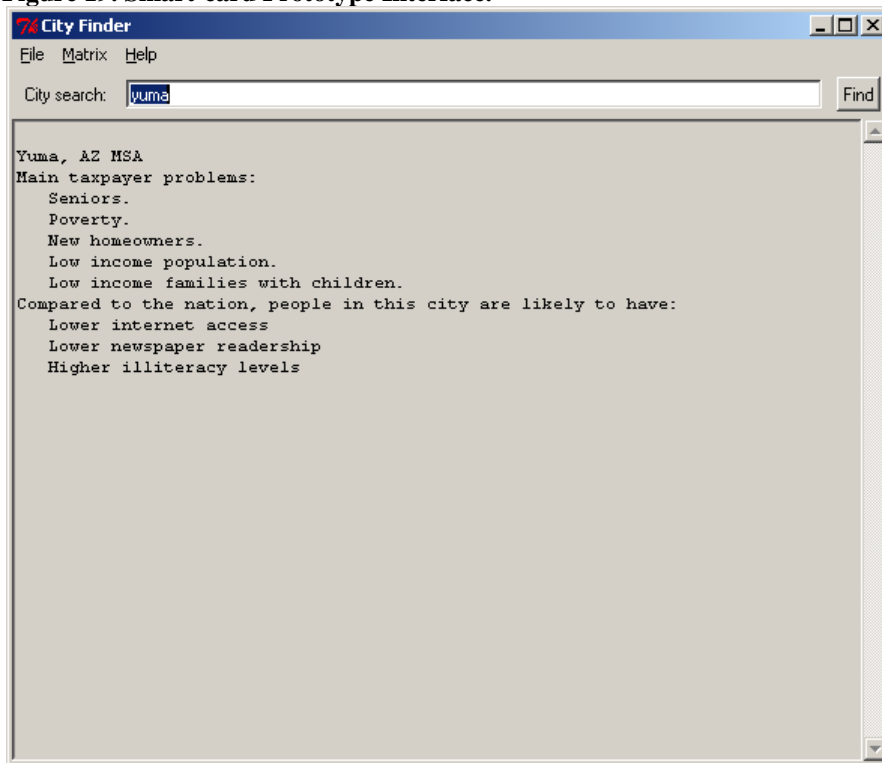 Figure 19: Smart-card Prototype Interface.
City Finder
File Matrix Help
City search: yuma Find
Yuma, AZ MSA
Main taxpayer problems:
Seniors.
Poverty.
New homeowners.
Low income population.
Low income families with children.
Compared to the nation, people in this city are likely to have:
Lower internet access
Lower newspaper readership
Higher illiteracy levels